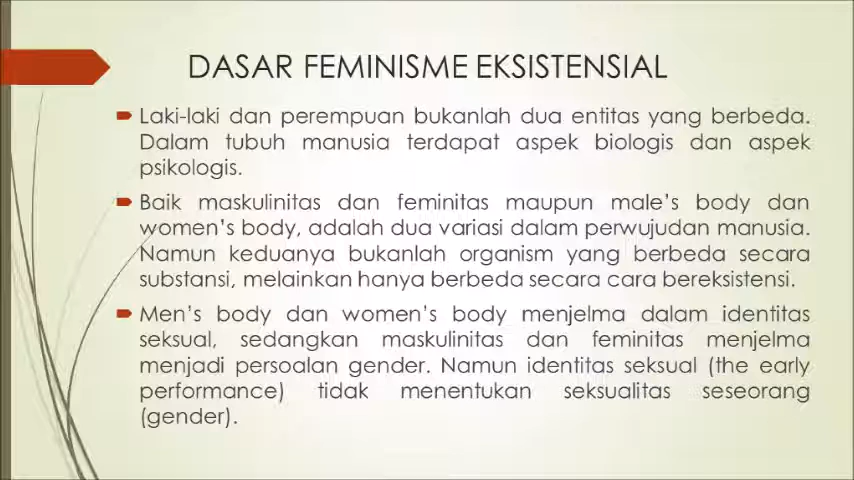 DASAR FEMINISME EKSISTENSIAL
Laki-laki dan perempuan bukanlah dua entitas yang berbeda.
Dalam tubuh manusia terdapat aspek biologis dan aspek
psikologis.
Baik maskulinitas dan feminitas maupun male's body dan
women's body, adalah dua variasi dalam perwujudan manusia.
Namun keduanya bukanlah organism yang berbeda secara
substansi, melainkan hanya berbeda secara cara bereksistensi.
Men's body dan women's body menjelma dalam identitas
seksual, sedangkan maskulinitas dan feminitas menjelma
menjadi persoalan gender. Namun identitas seksual (the early
performance) tidak menentukan seksualitas seseorang
(gender).